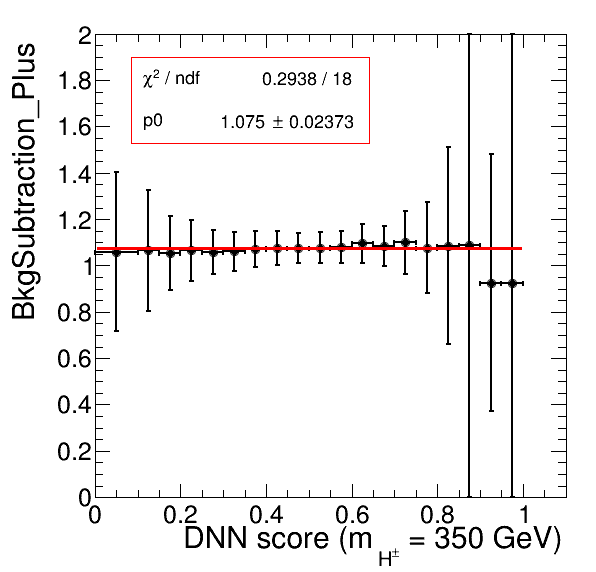 BkgSubtraction_Plus
2
1.8
1.6
1.4
1.2
1
0.8
0.6
0.4
0.2
0
χ² / ndf 0.2938 / 18
p0 1.075 ± 0.02373
0 0.2 0.4 0.6 0.8 1
DNN score (m_H± = 350 GeV)